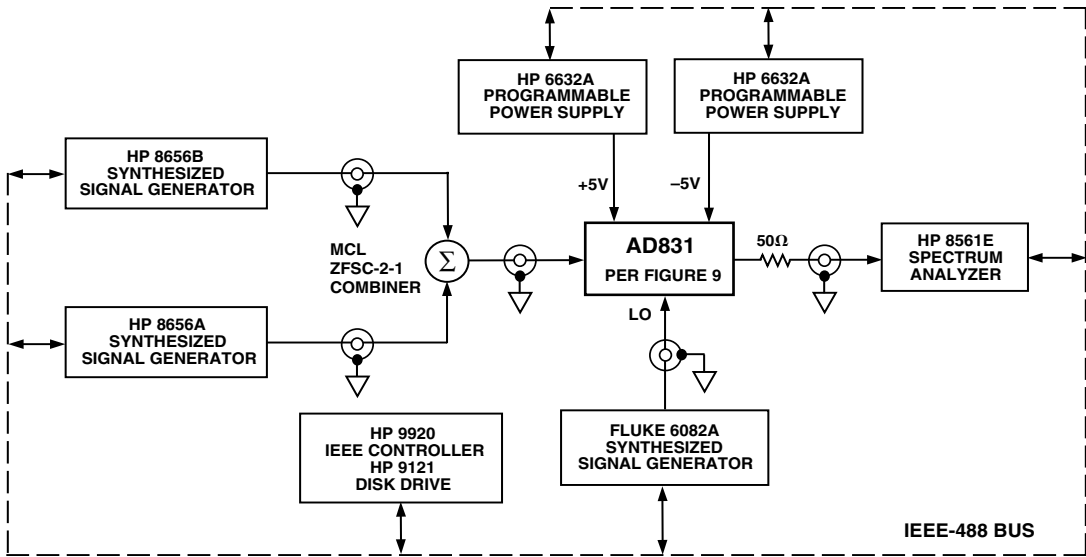 HP 6632A
PROGRAMMABLE
POWER SUPPLY
HP 6632A
PROGRAMMABLE
POWER SUPPLY
HP 8656B
SYNTHESIZED
SIGNAL GENERATOR
+5V
–5V
MCL
ZFSC-2-1
COMBINER
Σ
AD831
PER FIGURE 9
50Ω
HP 8561E
SPECTRUM
ANALYZER
LO
HP 8656A
SYNTHESIZED
SIGNAL GENERATOR
HP 9920
IEEE CONTROLLER
HP 9121
DISK DRIVE
FLUKE 6082A
SYNTHESIZED
SIGNAL GENERATOR
IEEE-488 BUS